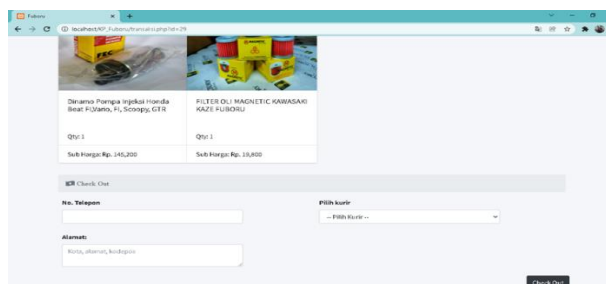 Fuboru
localhost/KP_Fuboru/transaksi.php?id=29
FEC
Dinamo Pompa Injeksi Honda
Beat FI,Vario, FI, Scoopy, GTR
Qty: 1
Sub Harga: Rp. 145,200
FILTER OLI MAGNETIC KAWASAKI
KAZE FUBORU
Qty: 1
Sub Harga: Rp. 19,800
Check Out
No. Telepon
Pilih kurir
-- Pilih Kurir --
Alamat:
Kota, alamat, kodepos
Check Out